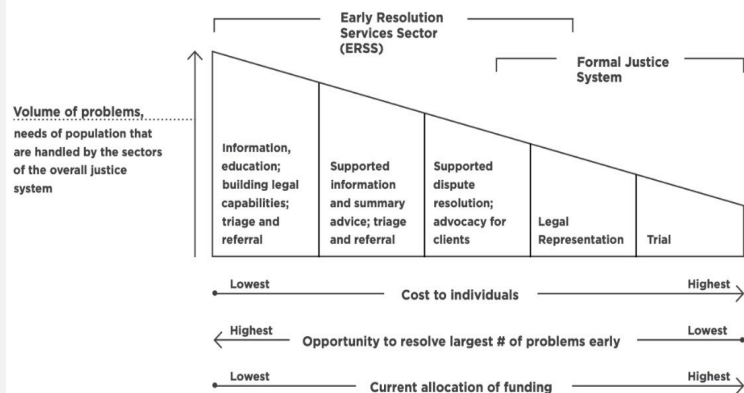 Early Resolution
Services Sector
(ERSS)
Formal Justice
System
Volume of problems,
needs of population that
are handled by the sectors
of the overall justice
system
Information,
education;
building legal
capabilities;
triage and
referral
Supported
information
and summary
advice; triage
and referral
Supported
dispute
resolution;
advocacy for
clients
Legal
Representation
Trial
Lowest
Cost to individuals
Highest
Highest
Opportunity to resolve largest # of problems early
Lowest
Lowest
Current allocation of funding
Highest